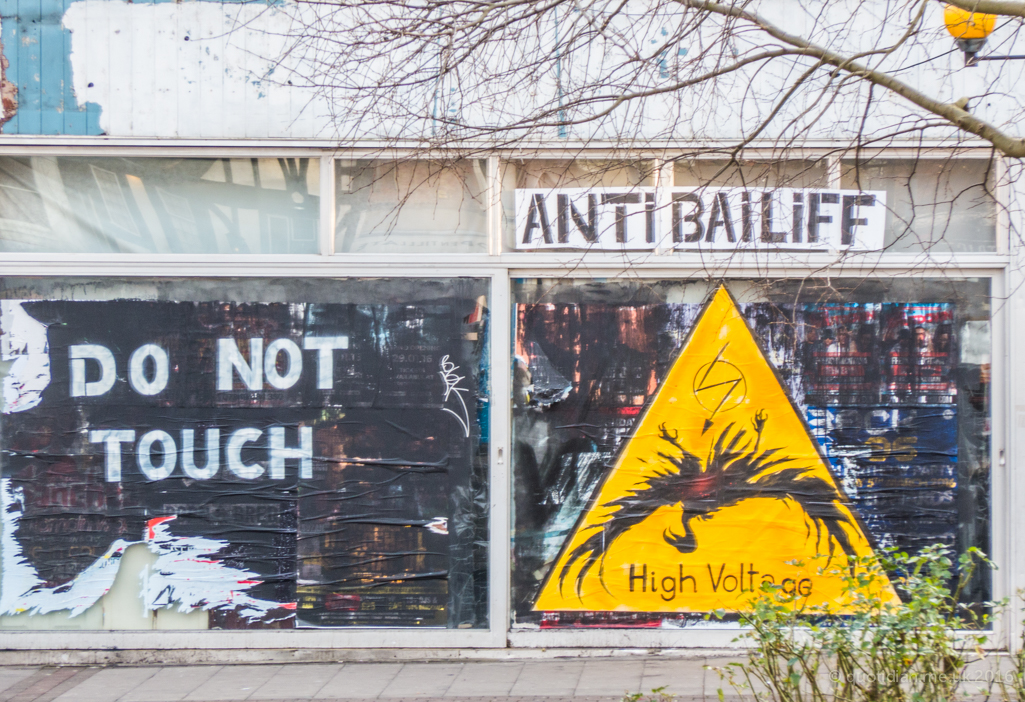 ANTi BAiLiFF
DO NOT
TOUCH
High Voltage